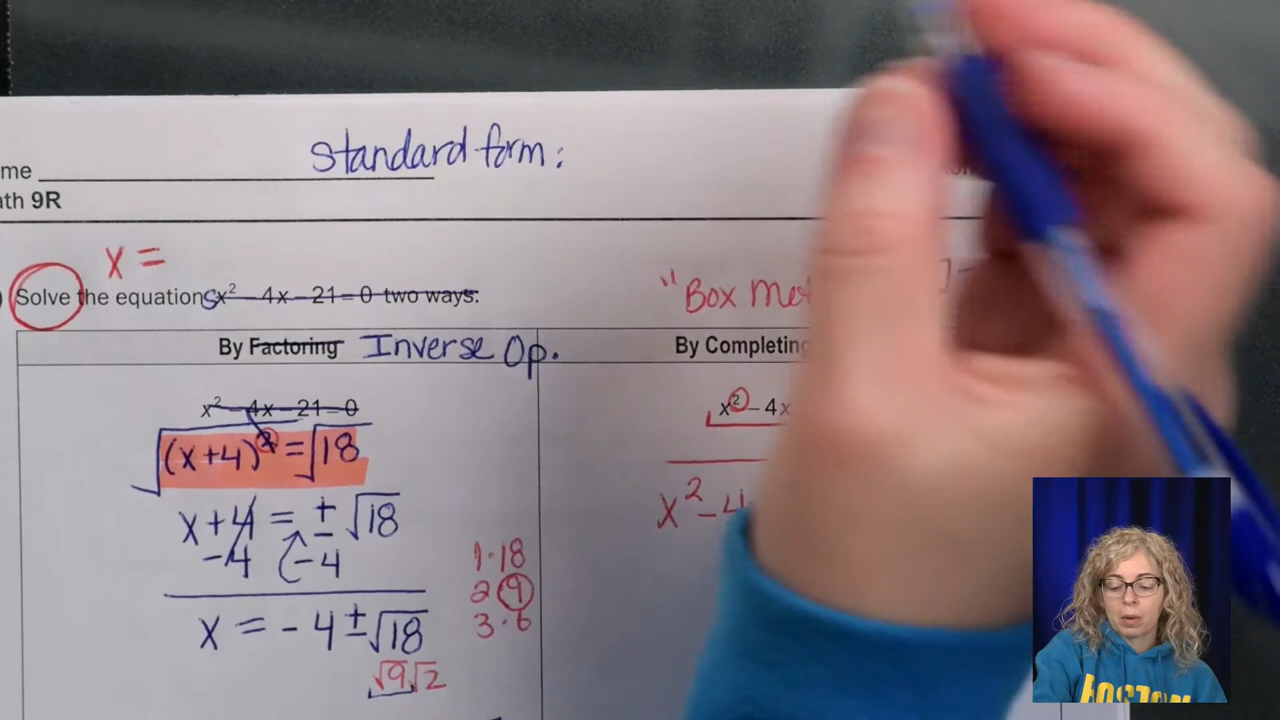 Standard form:
me
ath 9R
x =
Solve the equations x² - 4x - 21 = 0 two ways:
"Box
By Factoring Inverse Op.
By Completing
x² - 4x - 21 = 0
x² - 4x
(x+4)² = √18
x+4 = ± √18
x² - 4
-4 -4
1·18
2 9
3·6
x = -4 ± √18
√9 √2
BOSTON